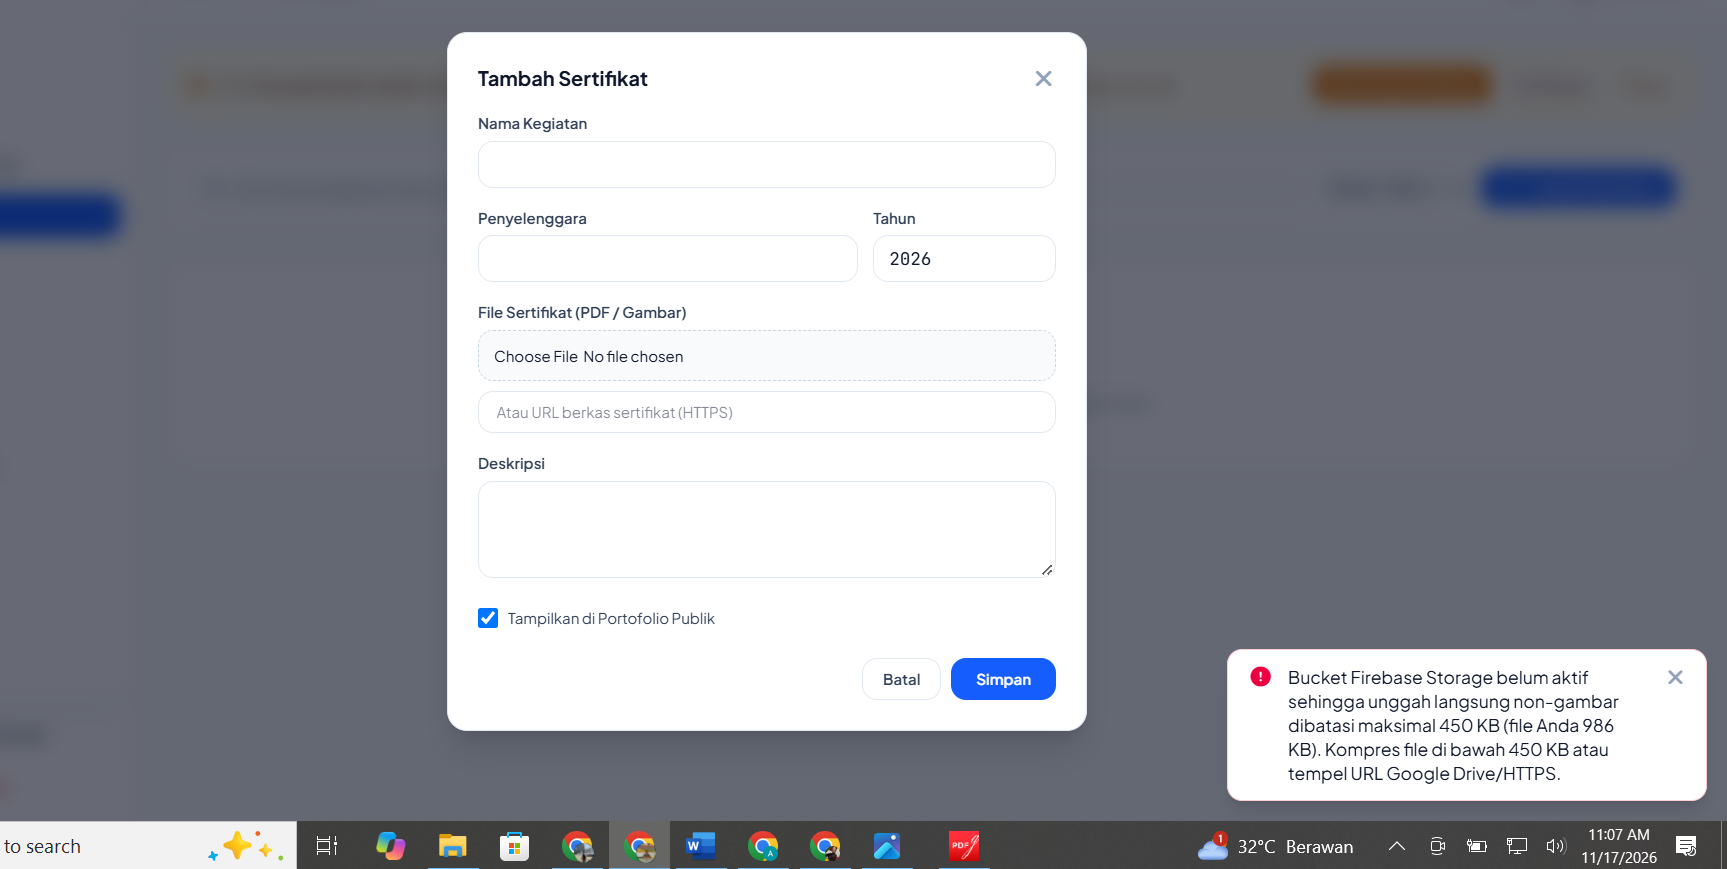 Tambah Sertifikat
Nama Kegiatan
Penyelenggara
Tahun
2026
File Sertifikat (PDF / Gambar)
Choose File No file chosen
Atau URL berkas sertifikat (HTTPS)
Deskripsi
Tampilkan di Portofolio Publik
Batal
Simpan
Bucket Firebase Storage belum aktif
sehingga unggah langsung non-gambar
dibatasi maksimal 450 KB (file Anda 986
KB). Kompres file di bawah 450 KB atau
tempel URL Google Drive/HTTPS.
to search
W
A
PDF
1
32°C Berawan
11:07 AM
11/17/2026